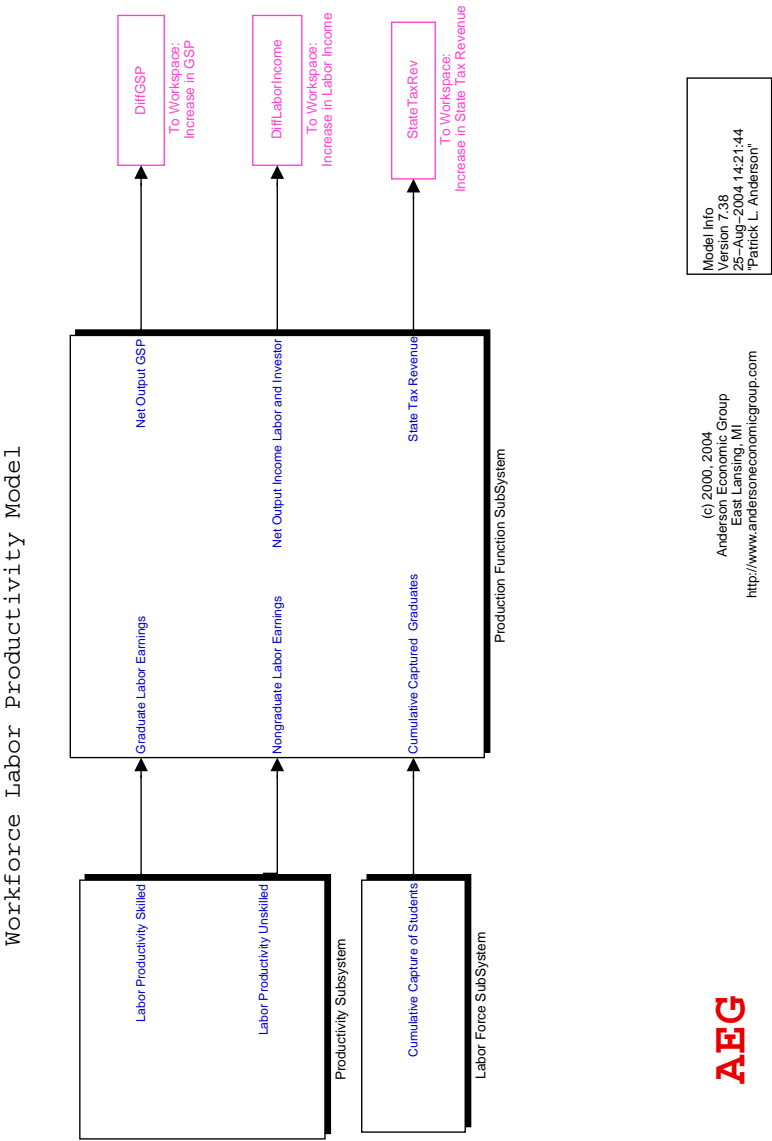 Workforce Labor Productivity Model
Labor Productivity Skilled
Labor Productivity Unskilled
Productivity Subsystem
Cumulative Capture of Students
Labor Force SubSystem
Graduate Labor Earnings
Nongraduate Labor Earnings
Cumulative Captured Graduates
Net Output GSP
Net Output Income Labor and Investor
State Tax Revenue
Production Function SubSystem
DiffGSP
To Workspace:
Increase in GSP
DiffLaborIncome
To Workspace:
Increase in Labor Income
StateTaxRev
To Workspace:
Increase in State Tax Revenue
AEG
(c) 2000, 2004
Anderson Economic Group
East Lansing, MI
http://www.andersoneconomicgroup.com
Model Info
Version 7.38
25−Aug−2004 14:21:44
"Patrick L. Anderson"